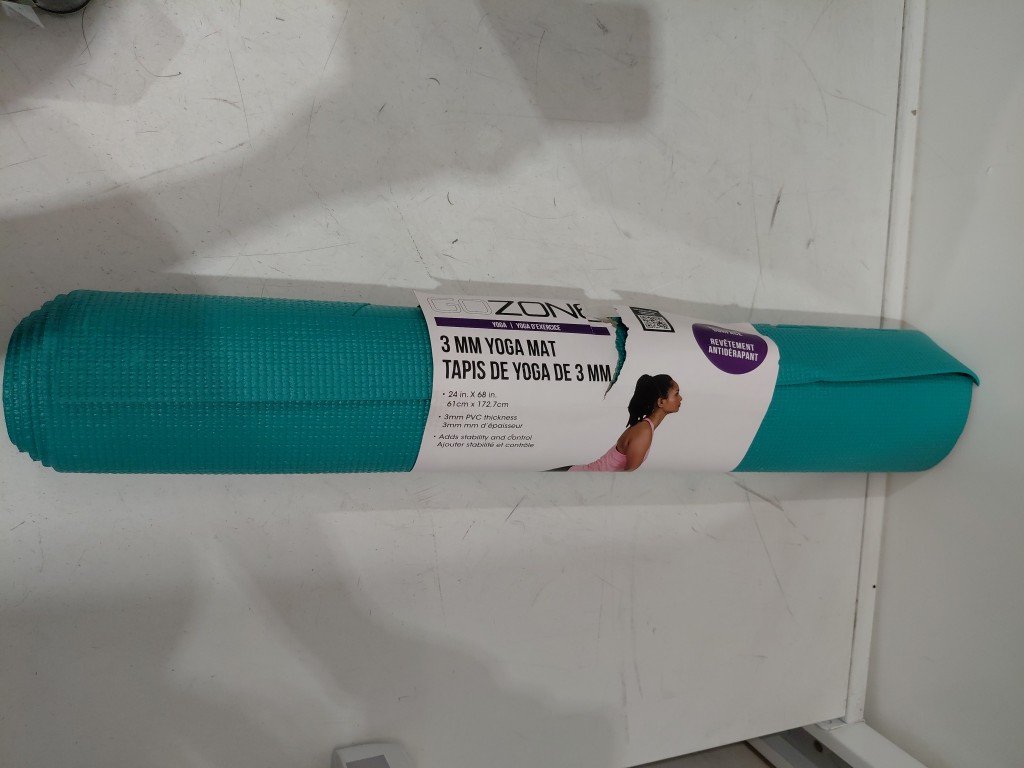 GOZONE
YOGA | YOGA D'EXERCICE
3 MM YOGA MAT
TAPIS DE YOGA DE 3 MM
• 24 in. X 68 in.
61cm x 172.7cm
• 3mm PVC thickness
3mm mm d'épaisseur
• Adds stability and control
Ajouter stabilité et contrôle
SURFACE
REVÊTEMENT
ANTIDÉRAPANT